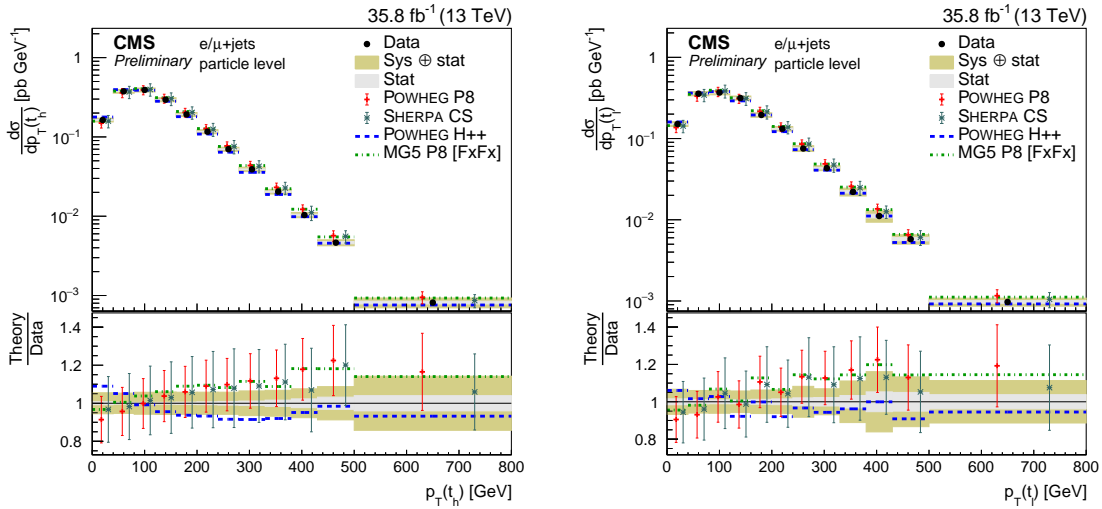 35.8 fb⁻¹ (13 TeV)
CMS
Preliminary
e/μ+jets
particle level
Data
Sys ⊕ stat
Stat
POWHEG P8
SHERPA CS
POWHEG H++
MG5 P8 [FxFx]
dσ/dp_T(t_h) [pb GeV⁻¹]
1
10⁻¹
10⁻²
10⁻³
Theory/Data
1.4
1.2
1
0.8
0 100 200 300 400 500 600 700 800
p_T(t_h) [GeV]
35.8 fb⁻¹ (13 TeV)
CMS
Preliminary
e/μ+jets
particle level
Data
Sys ⊕ stat
Stat
POWHEG P8
SHERPA CS
POWHEG H++
MG5 P8 [FxFx]
dσ/dp_T(t_l) [pb GeV⁻¹]
1
10⁻¹
10⁻²
10⁻³
Theory/Data
1.4
1.2
1
0.8
0 100 200 300 400 500 600 700 800
p_T(t_l) [GeV]